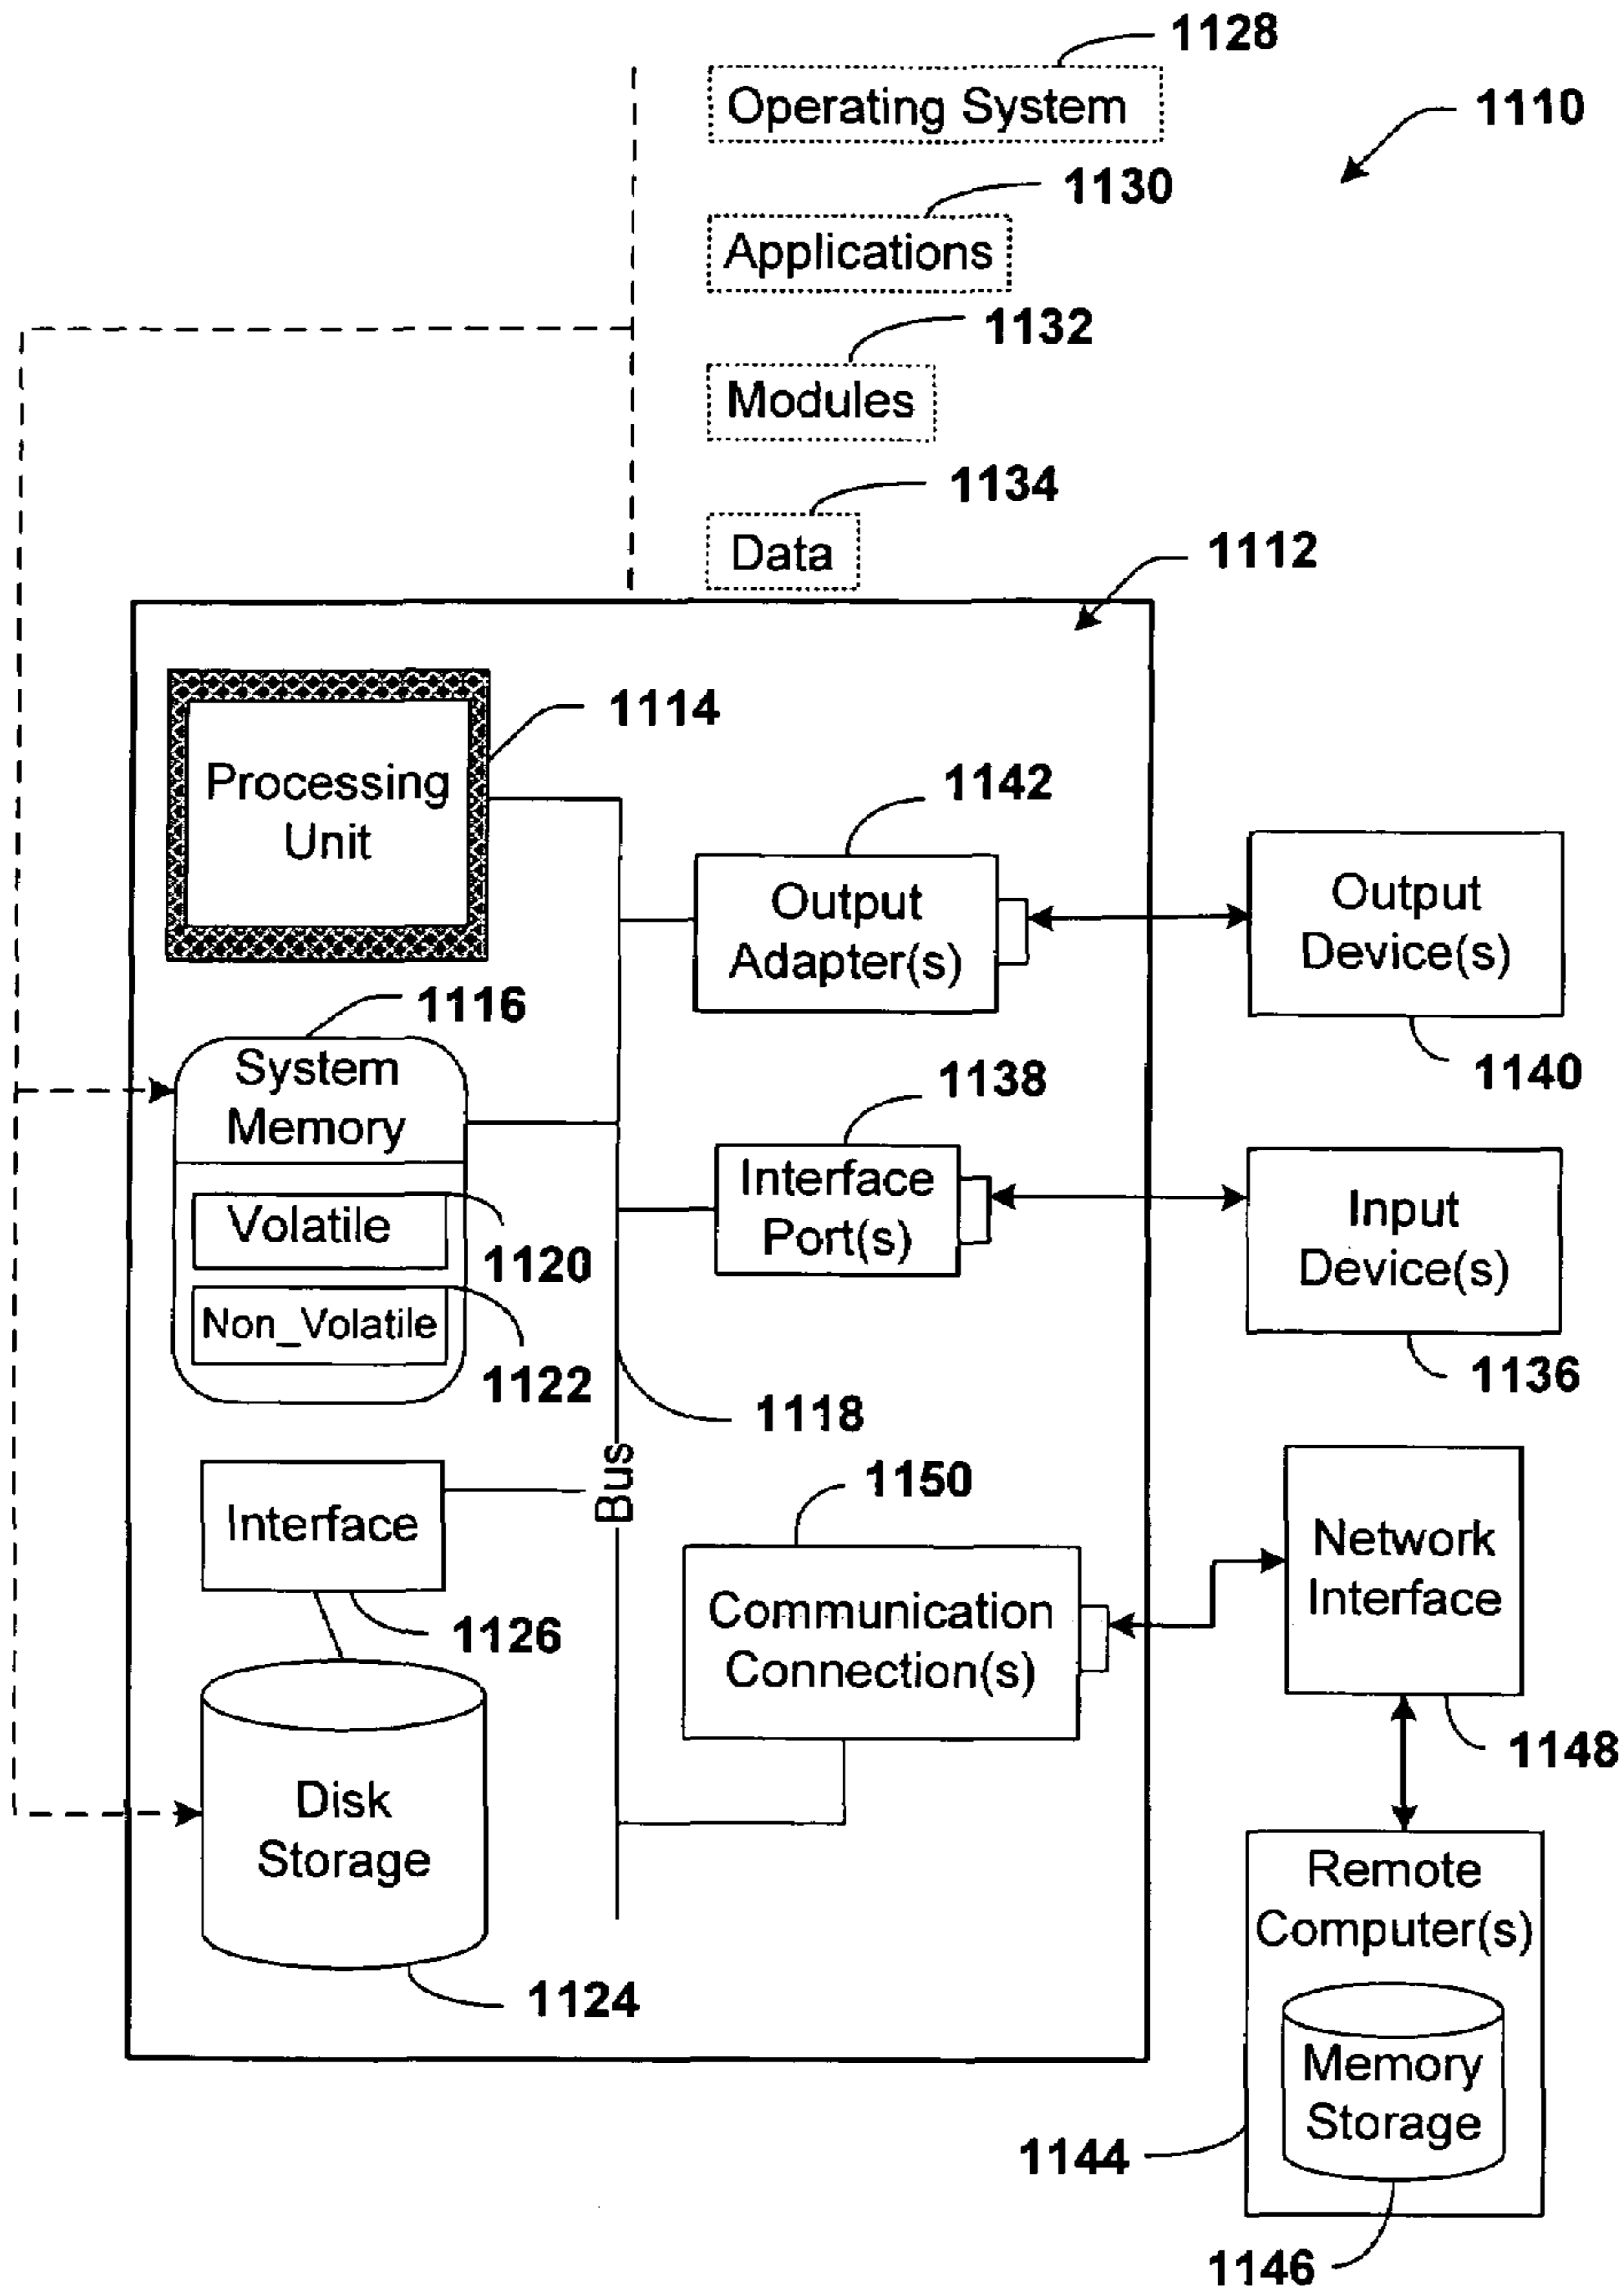 1128
Operating System
1110
1130
Applications
1132
Modules
1134
Data
1112
1114
Processing
Unit
1142
Output
Adapter(s)
Output
Device(s)
1140
1116
System
Memory
1138
Interface
Port(s)
Input
Device(s)
1136
Volatile
1120
Non_Volatile
1122
1118
Bus
1150
Interface
1126
Communication
Connection(s)
Network
Interface
1148
Disk
Storage
1124
Remote
Computer(s)
Memory
Storage
1144
1146